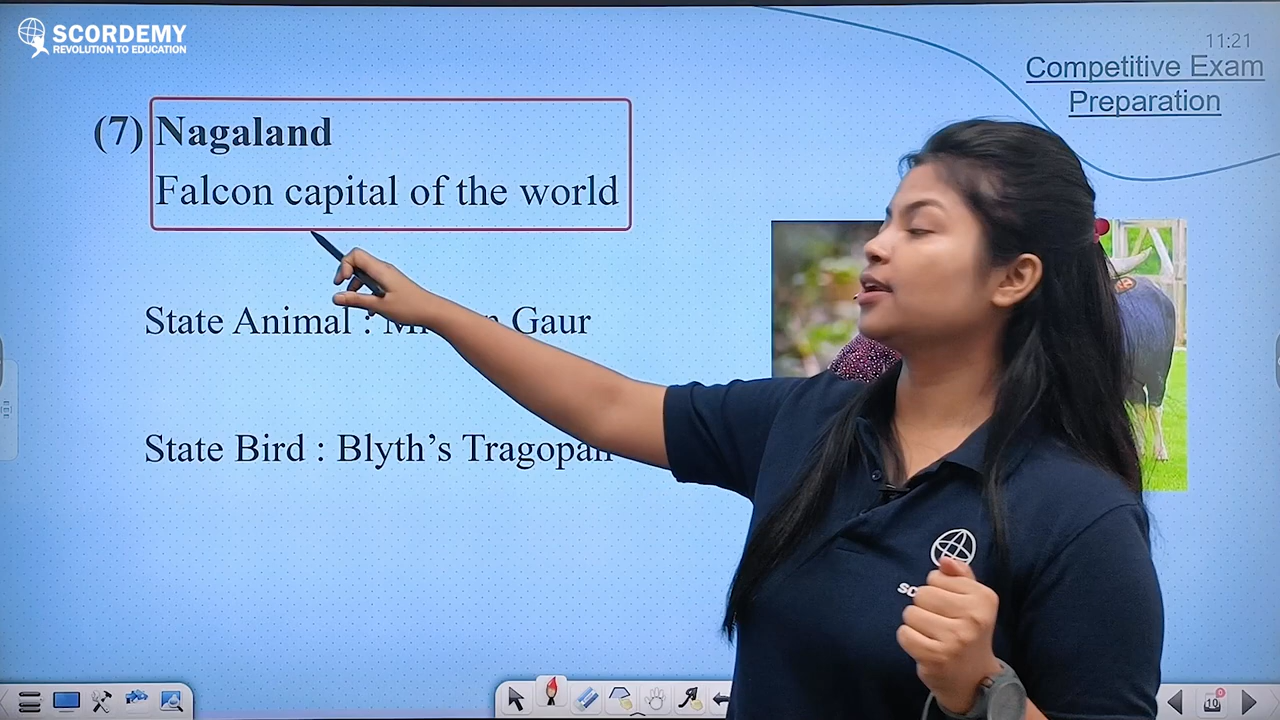 SCORDEMY
REVOLUTION TO EDUCATION
11:21
Competitive Exam
Preparation
(7) Nagaland
Falcon capital of the world
State Animal : Gaur
State Bird : Blyth's Tragopan
10